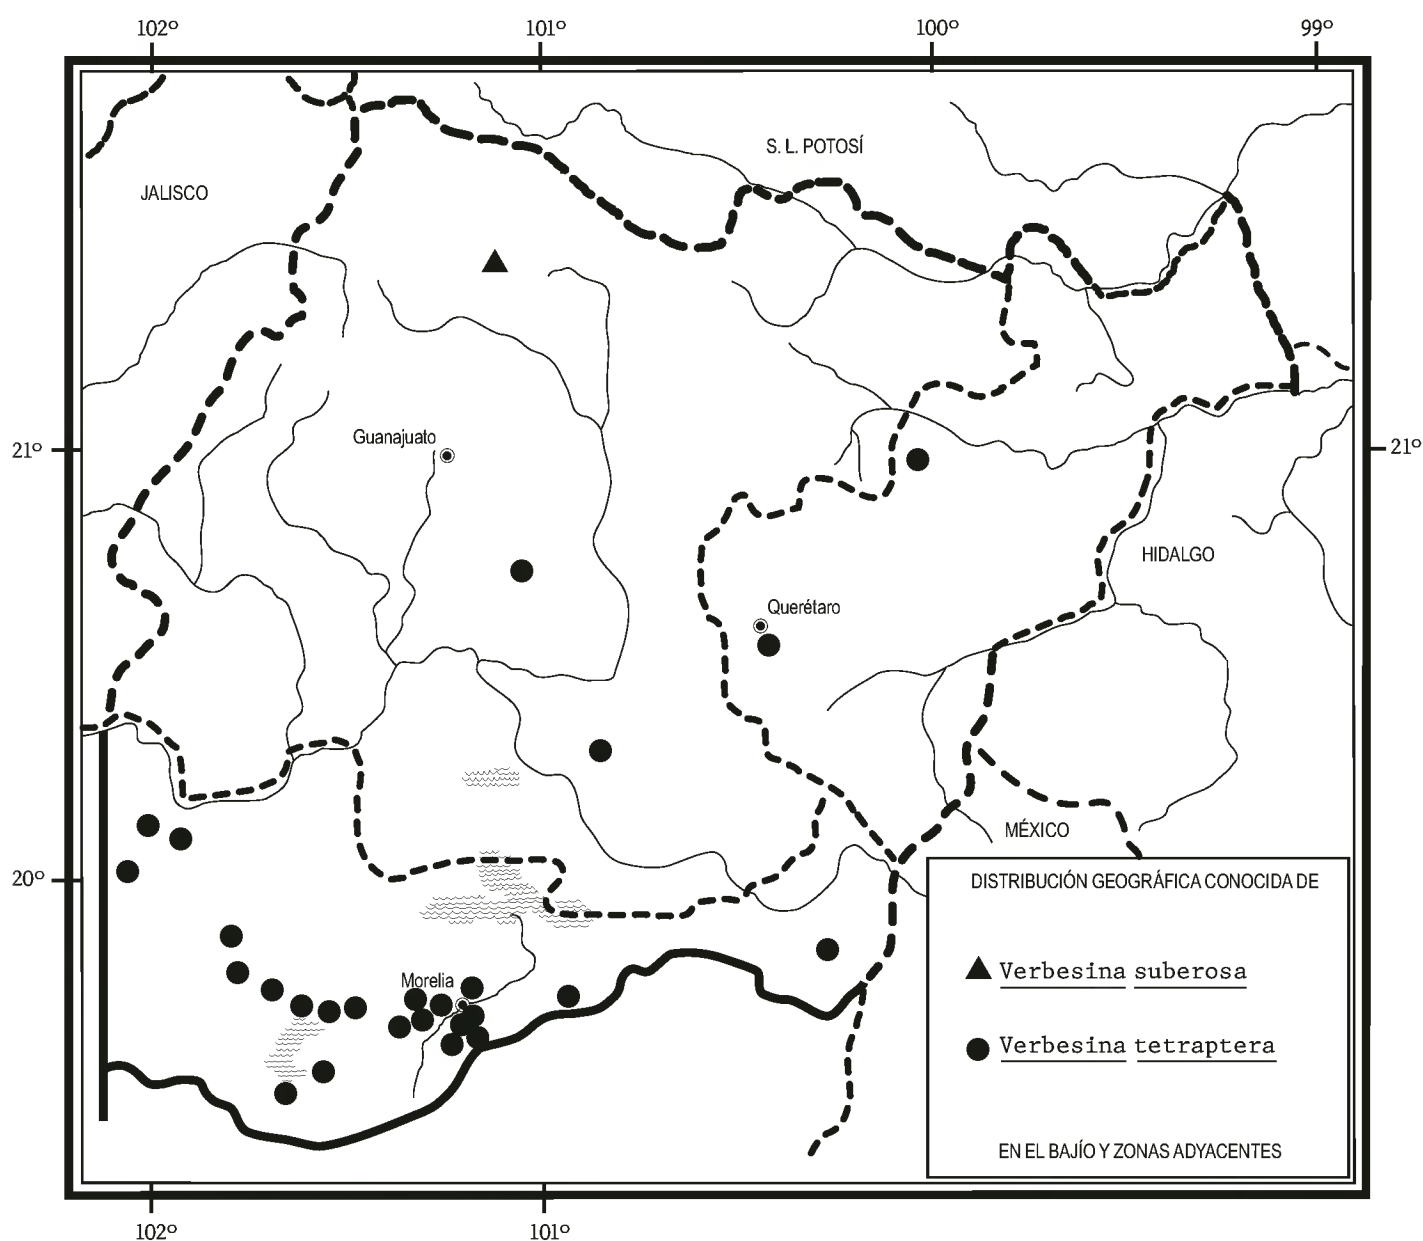 102º 101º 100º 99º
S. L. POTOSÍ
JALISCO
Guanajuato
21º 21º
HIDALGO
Querétaro
MÉXICO
20º
DISTRIBUCIÓN GEOGRÁFICA CONOCIDA DE
Verbesina suberosa
Morelia
Verbesina tetraptera
EN EL BAJÍO Y ZONAS ADYACENTES
102º 101º